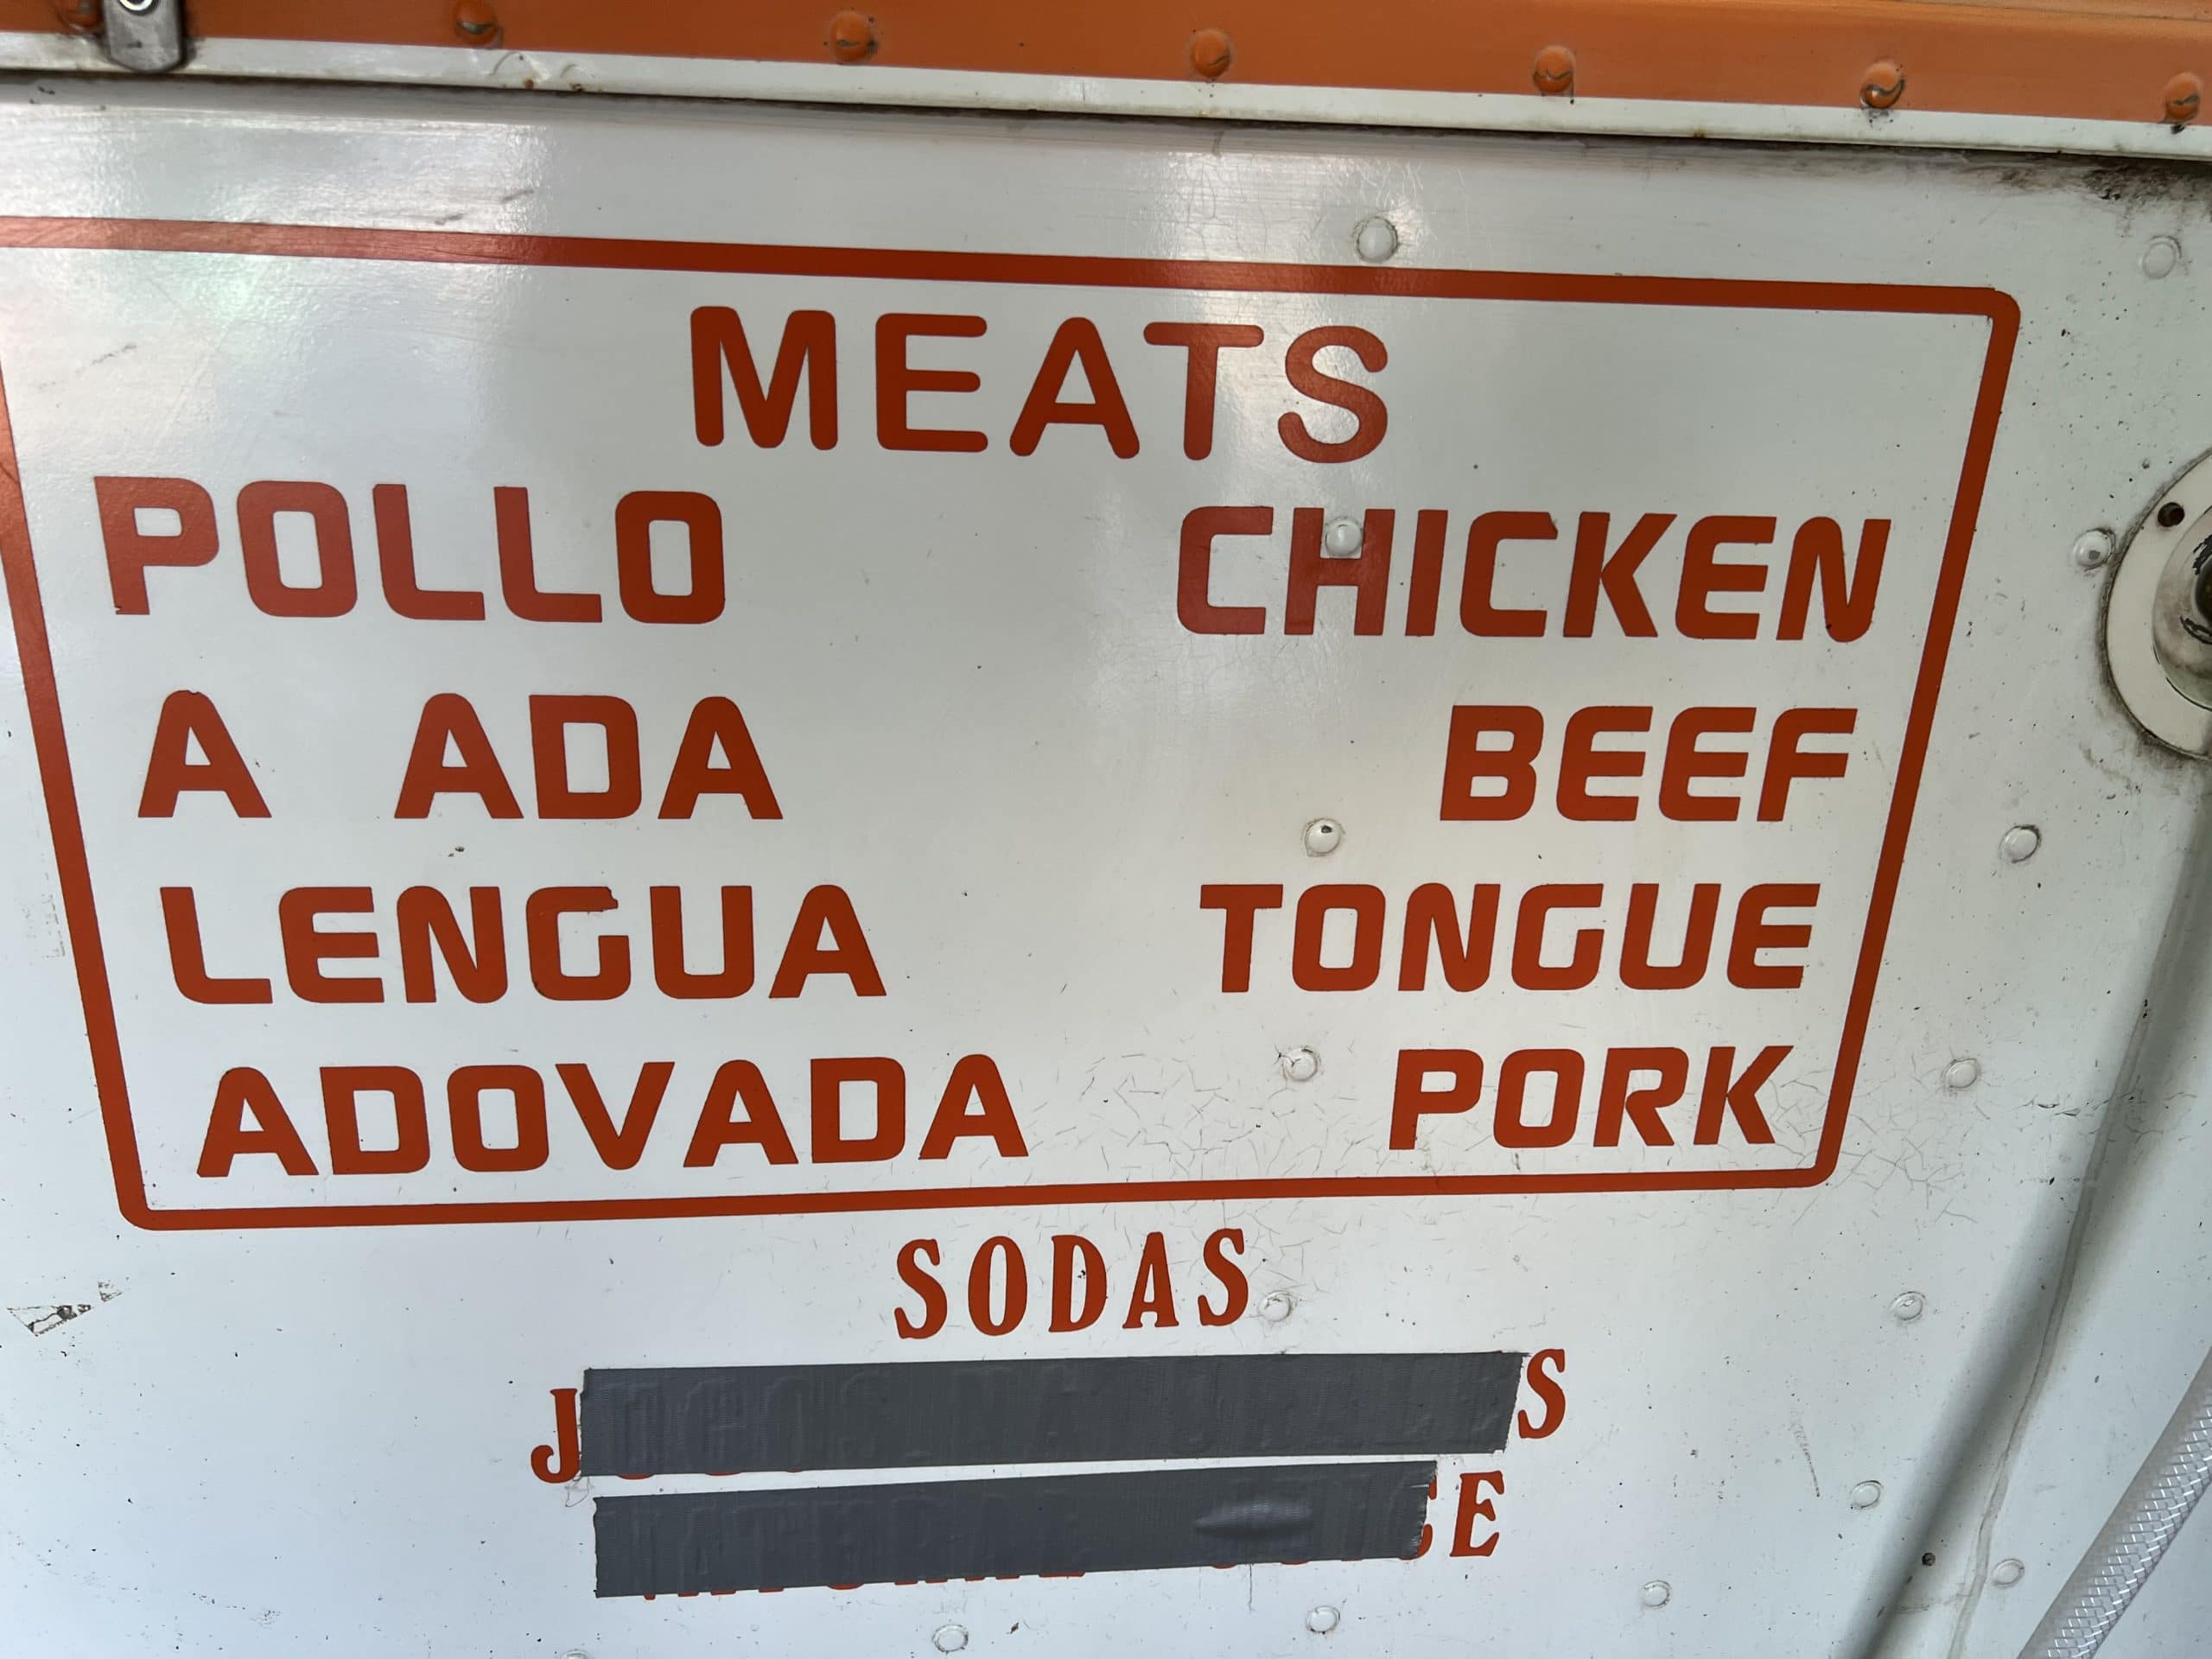 MEATS
POLLO CHICKEN
A ADA BEEF
LENGUA TONGUE
ADOVADA PORK
SODAS